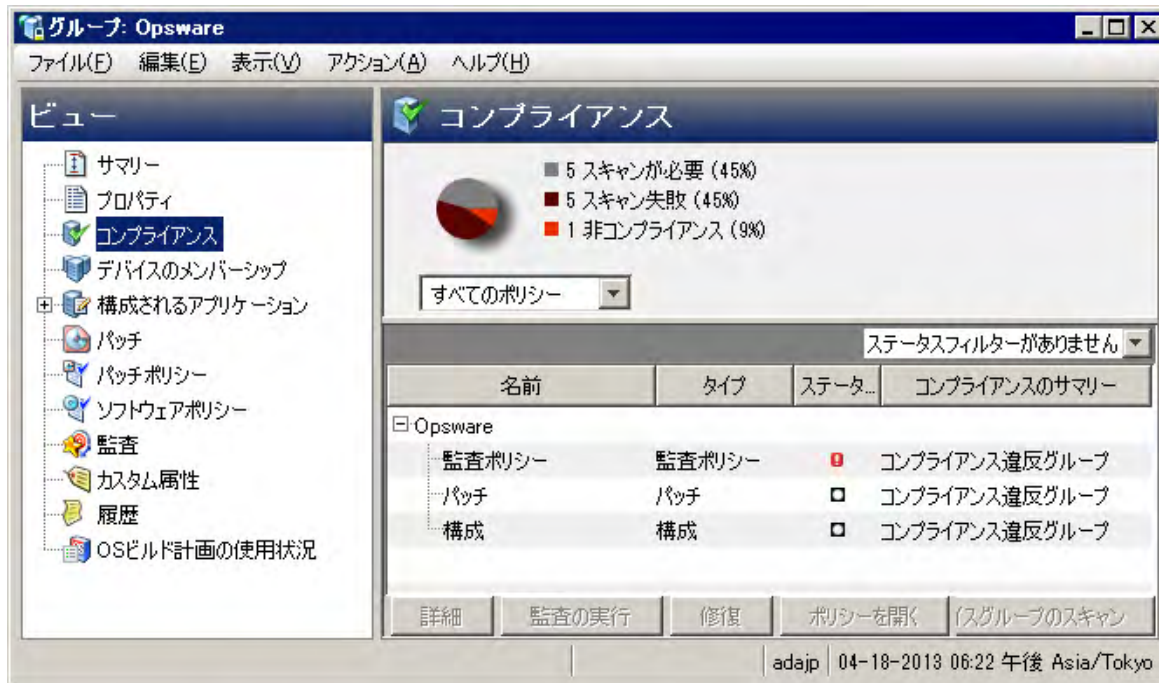 グループ: Opsware
ファイル(F) 編集(E) 表示(V) アクション(A) ヘルプ(H)
ビュー
サマリー
プロパティ
コンプライアンス
デバイスのメンバーシップ
構成されるアプリケーション
パッチ
パッチポリシー
ソフトウェアポリシー
監査
カスタム属性
履歴
OSビルド計画の使用状況
コンプライアンス
5 スキャンが必要 (45%)
5 スキャン失敗 (45%)
1 非コンプライアンス (9%)
すべてのポリシー
ステータスフィルターがありません
名前 タイプ ステータ... コンプライアンスのサマリー
Opsware
監査ポリシー 監査ポリシー コンプライアンス違反グループ
パッチ パッチ コンプライアンス違反グループ
構成 構成 コンプライアンス違反グループ
詳細 監査の実行 修復 ポリシーを開く イスグループのスキャン
adajp 04-18-2013 06:22 午後 Asia/Tokyo